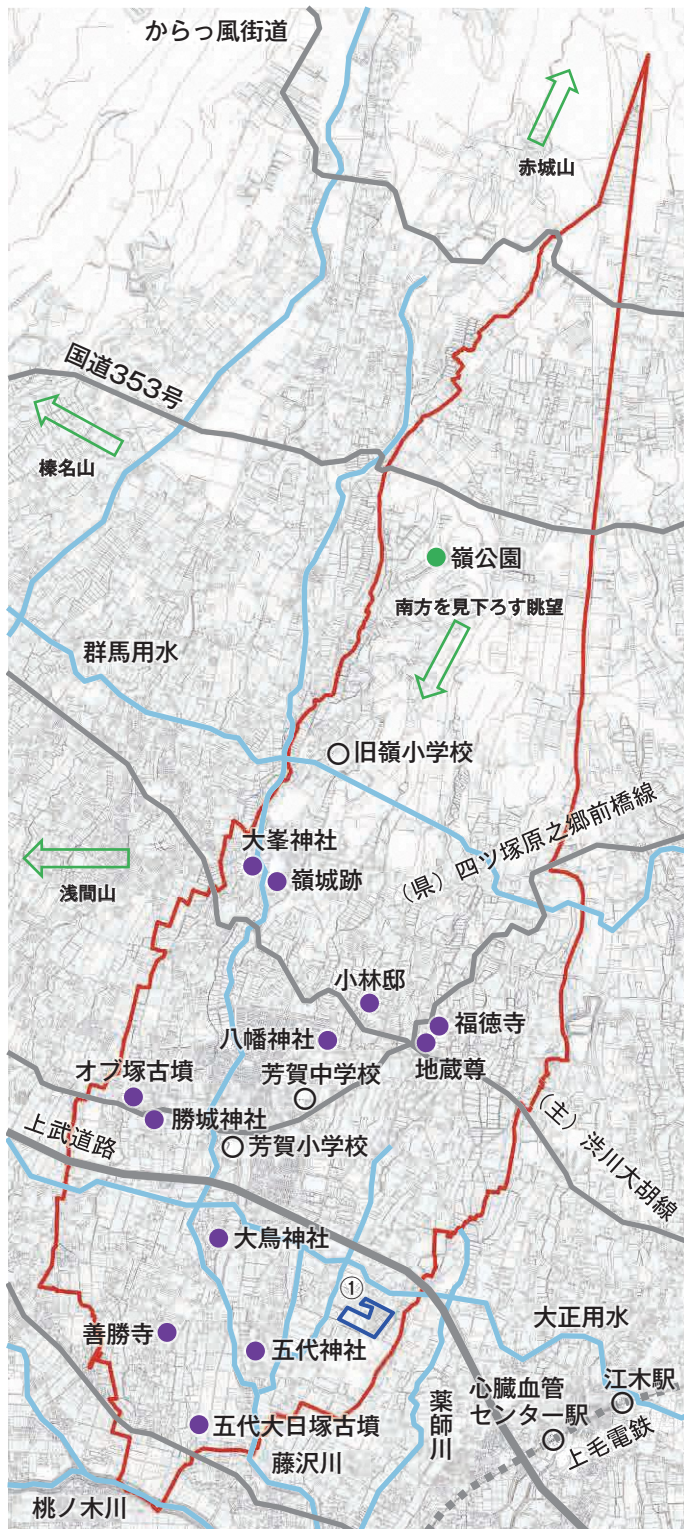 からっ風街道
赤城山
国道353号
榛名山
嶺公園
南方を見下ろす眺望
群馬用水
旧嶺小学校
大峯神社
(県)四ツ塚原之郷前橋線
嶺城跡
浅間山
小林邸
福徳寺
八幡神社
地蔵尊
オブ塚古墳
芳賀中学校
勝城神社
(主)渋川大胡線
上武道路
芳賀小学校
大鳥神社
①
大正用水
善勝寺
五代神社
江木駅
心臓血管
センター駅
薬師川
上毛電鉄
五代大日塚古墳
藤沢川
桃ノ木川